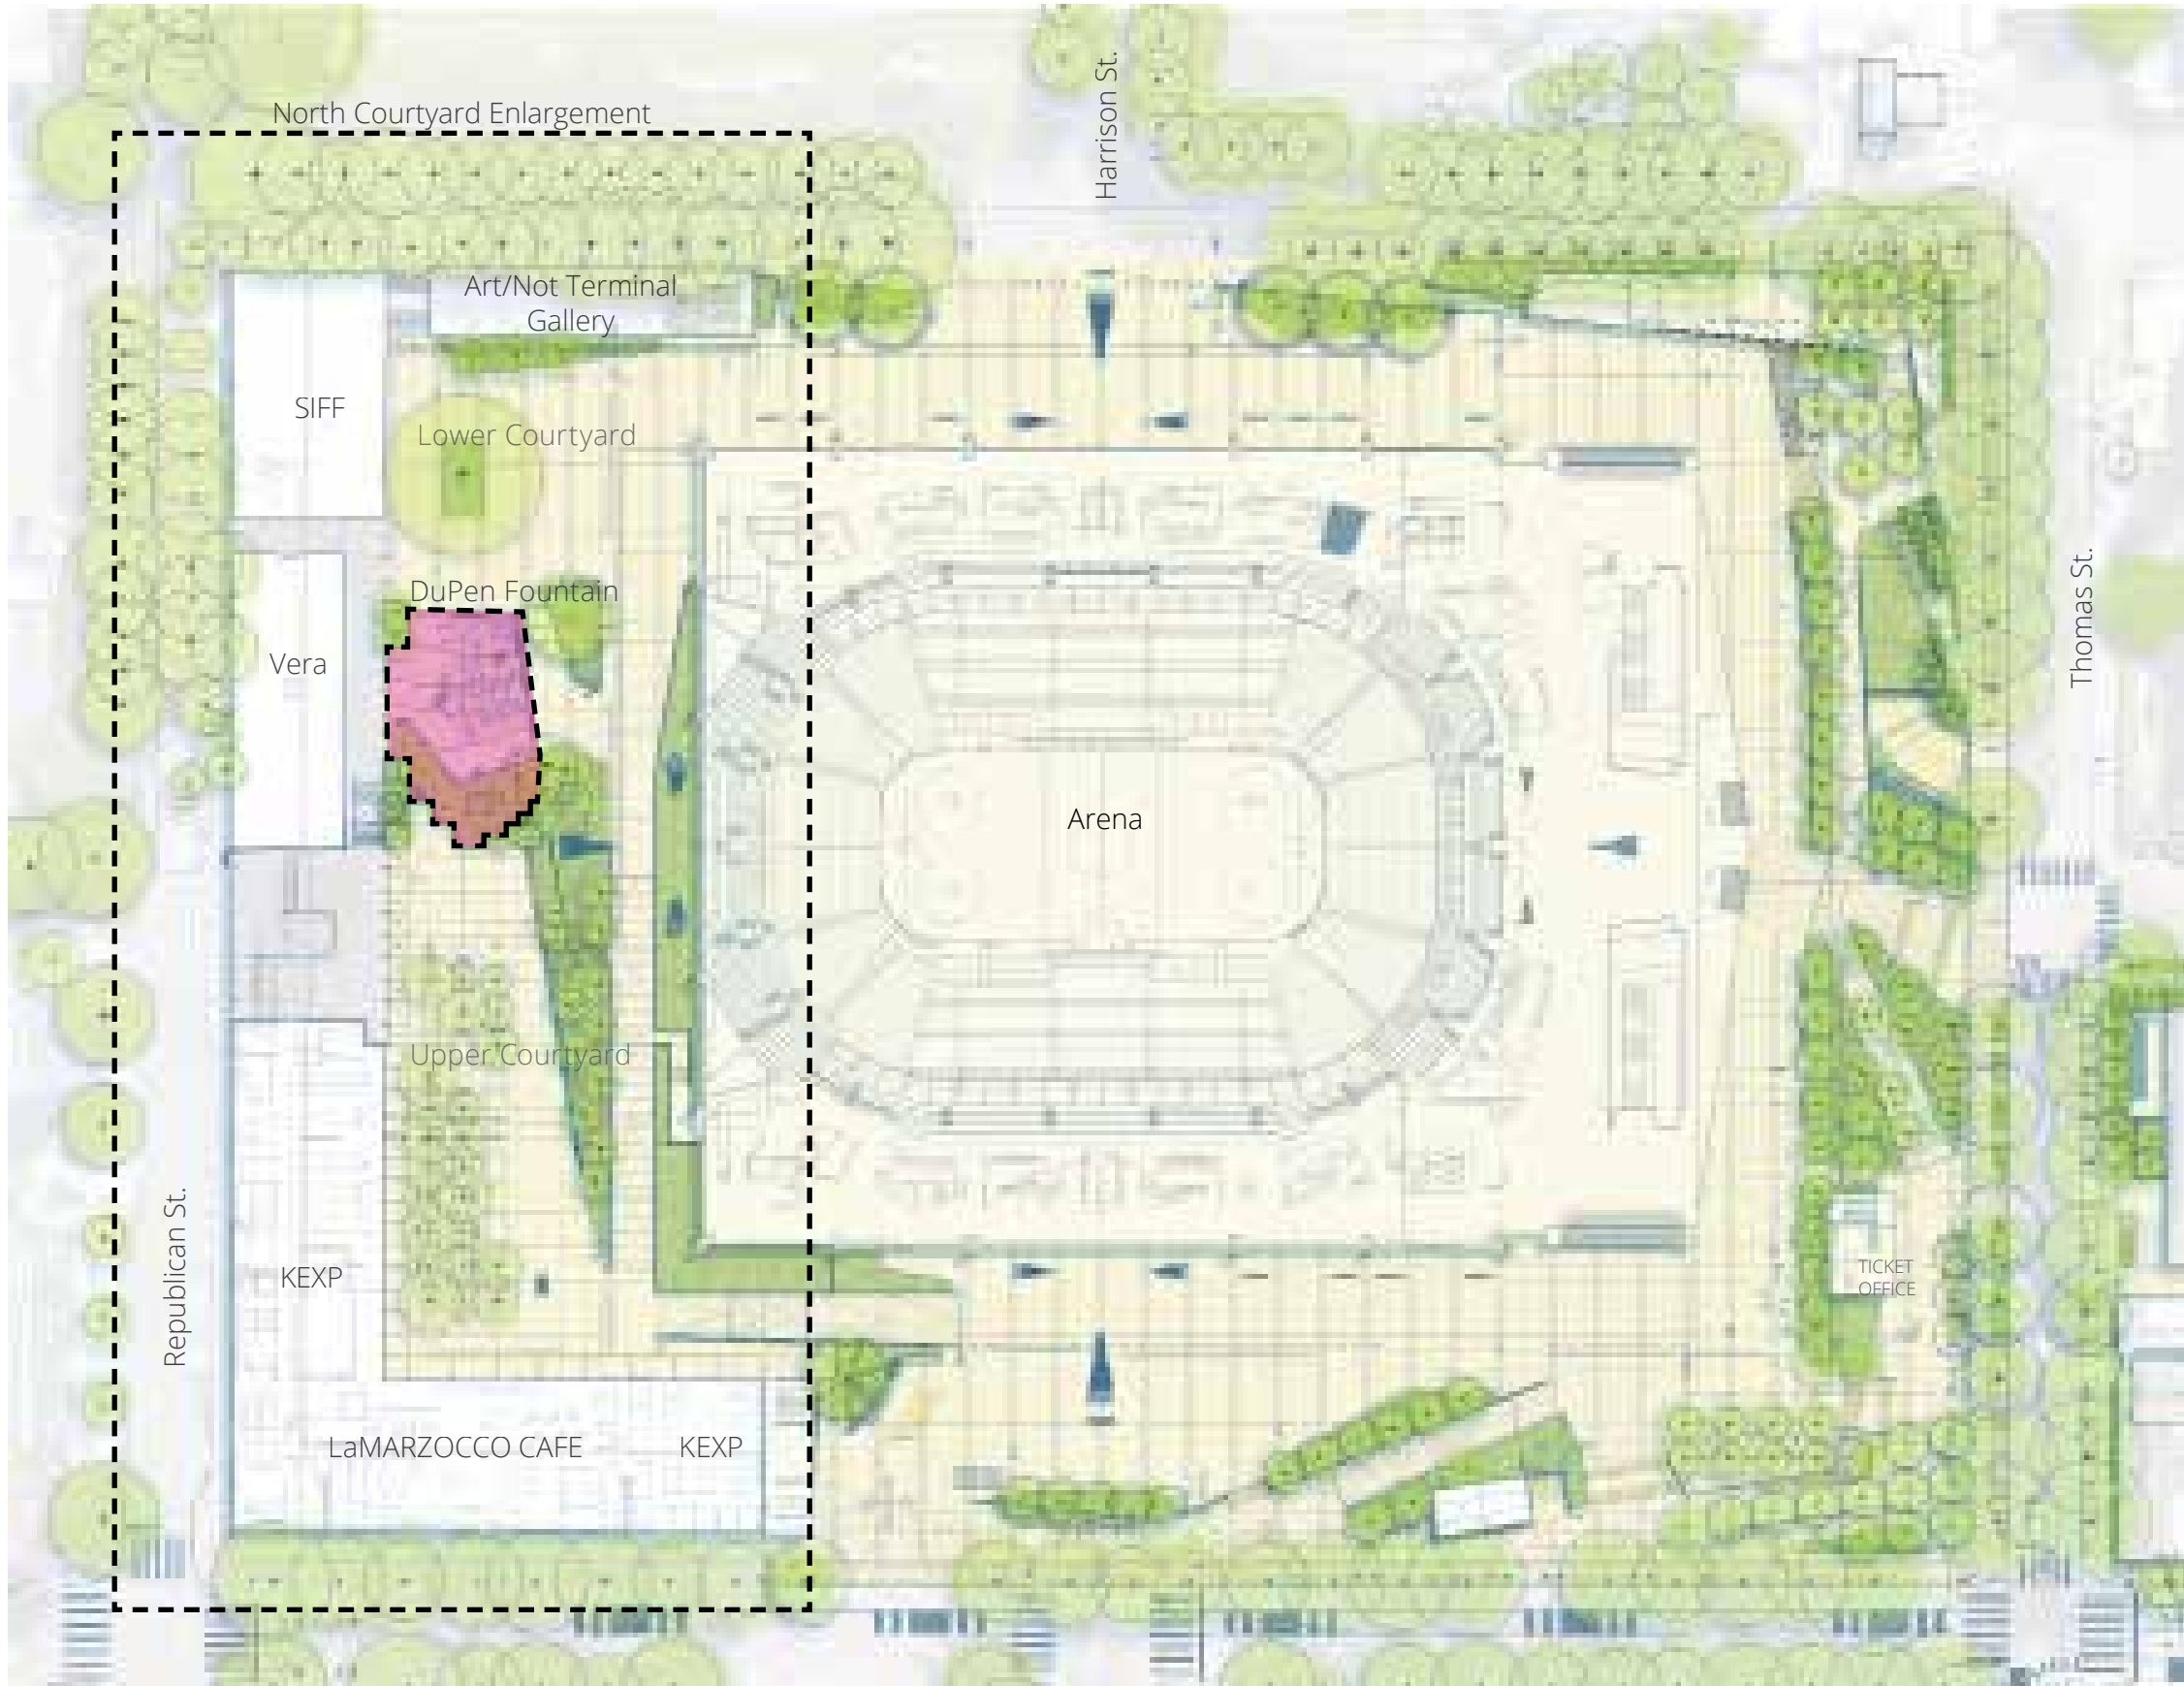 North Courtyard Enlargement
Harrison St.
Art/Not Terminal
Gallery
SIFF
Lower Courtyard
DuPen Fountain
Vera
Thomas St.
Arena
Upper Courtyard
Republican St.
KEXP
TICKET
OFFICE
LaMARZOCCO CAFE
KEXP